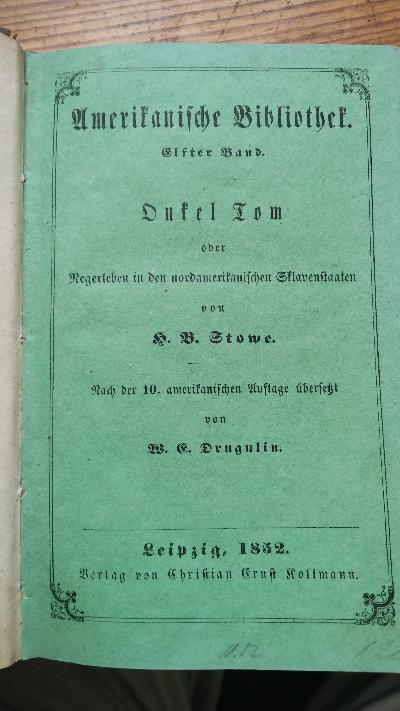 Amerikanische Bibliothek.
Elfter Band.
Onkel Tom
oder
Negerleben in den nordamerikanischen Sklavenstaaten
von
H. B. Stowe.
Nach der 10. amerikanischen Auflage übersetzt
von
W. E. Drugulin.
Leipzig, 1852.
Verlag von Christian Ernst Kollmann.